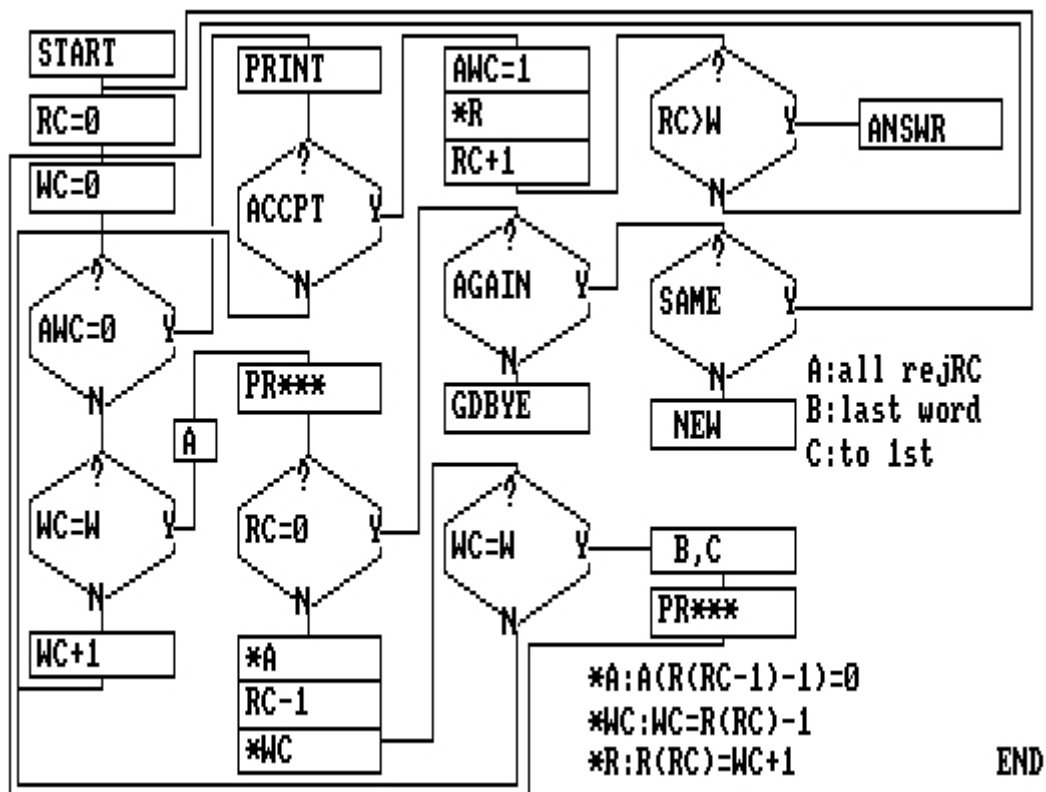 START
RC=0
WC=0
?
AWC=0 Y
N
?
WC=W Y
N
WC+1
A
PRINT
?
ACCPT Y
N
PR***
?
RC=0 Y
N
*A
RC-1
*WC
AWC=1
*R
RC+1
?
AGAIN Y
N
GDBYE
?
WC=W Y
N
?
RC>W Y
N
ANSWR
?
SAME Y
N
NEW
A:all rejRC
B:last word
C:to 1st
B,C
PR***
*A:A(R(RC-1)-1)=0
*WC:WC=R(RC)-1
*R:R(RC)=WC+1
END